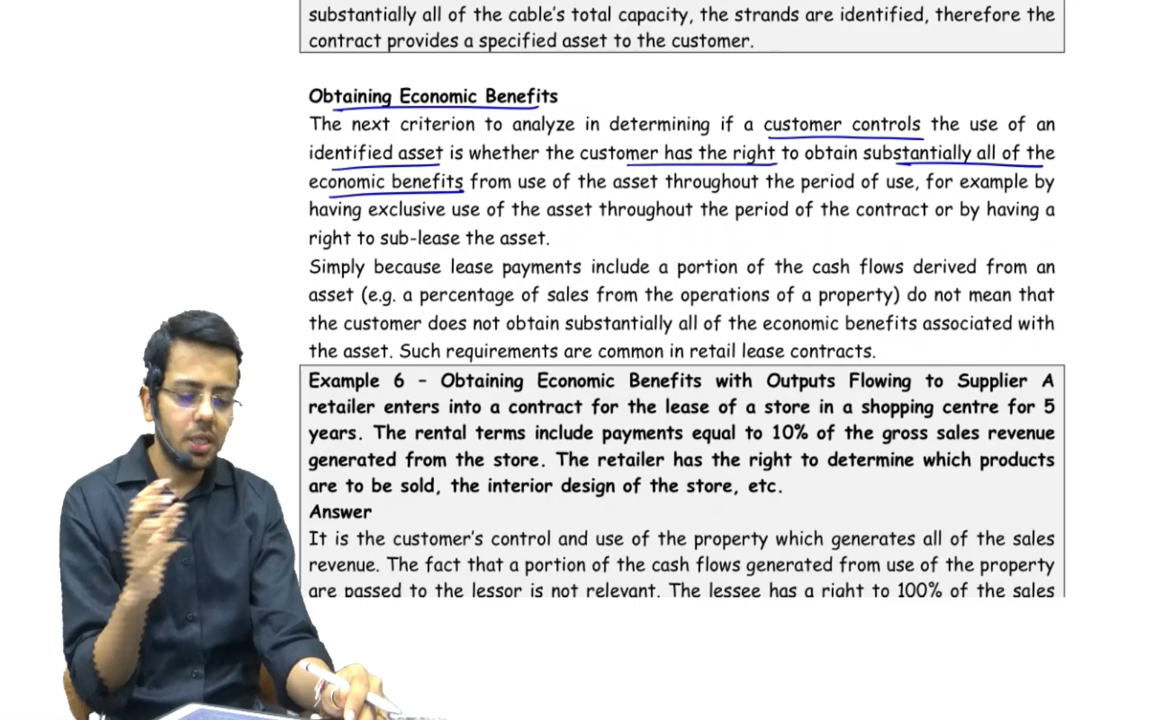 substantially all of the cable's total capacity, the strands are identified, therefore the
contract provides a specified asset to the customer.
Obtaining Economic Benefits
The next criterion to analyze in determining if a customer controls the use of an
identified asset is whether the customer has the right to obtain substantially all of the
economic benefits from use of the asset throughout the period of use, for example by
having exclusive use of the asset throughout the period of the contract or by having a
right to sub-lease the asset.
Simply because lease payments include a portion of the cash flows derived from an
asset (e.g. a percentage of sales from the operations of a property) do not mean that
the customer does not obtain substantially all of the economic benefits associated with
the asset. Such requirements are common in retail lease contracts.
Example 6 - Obtaining Economic Benefits with Outputs Flowing to Supplier A
retailer enters into a contract for the lease of a store in a shopping centre for 5
years. The rental terms include payments equal to 10% of the gross sales revenue
generated from the store. The retailer has the right to determine which products
are to be sold, the interior design of the store, etc.
Answer
It is the customer's control and use of the property which generates all of the sales
revenue. The fact that a portion of the cash flows generated from use of the property
are passed to the lessor is not relevant. The lessee has a right to 100% of the sales